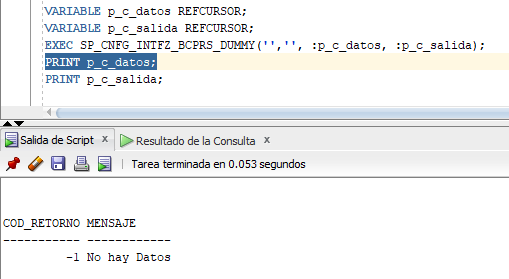 VARIABLE p_c_datos REFCURSOR;
VARIABLE p_c_salida REFCURSOR;
EXEC SP_CNFG_INTFZ_BCPRS_DUMMY('','', :p_c_datos, :p_c_salida);
PRINT p_c_datos;
PRINT p_c_salida;
Salida de Script x Resultado de la Consulta x
Tarea terminada en 0.053 segundos
COD_RETORNO MENSAJE
----------- ------------
-1 No hay Datos